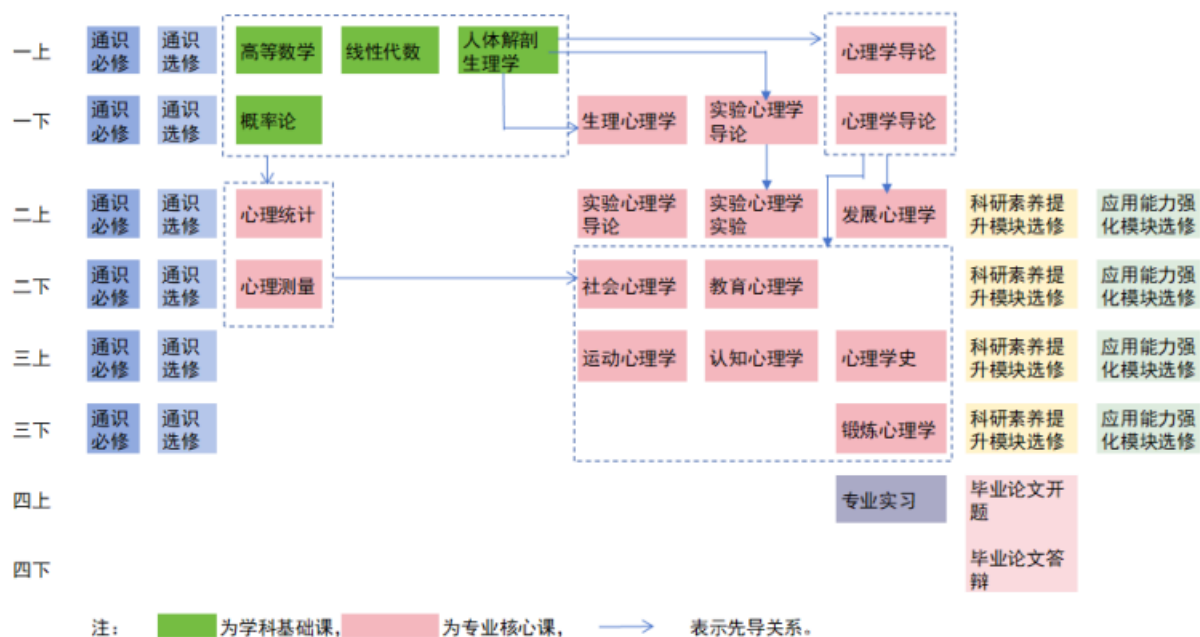 一上
通识
必修
通识
选修
高等数学
线性代数
人体解剖
生理学
心理学导论
一下
通识
必修
通识
选修
概率论
生理心理学
实验心理学
导论
心理学导论
二上
通识
必修
通识
选修
心理统计
实验心理学
导论
实验心理学
实验
发展心理学
科研素养提
升模块选修
应用能力强
化模块选修
二下
通识
必修
通识
选修
心理测量
社会心理学
教育心理学
科研素养提
升模块选修
应用能力强
化模块选修
三上
通识
必修
通识
选修
运动心理学
认知心理学
心理学史
科研素养提
升模块选修
应用能力强
化模块选修
三下
通识
必修
通识
选修
锻炼心理学
科研素养提
升模块选修
应用能力强
化模块选修
四上
专业实习
毕业论文开
题
四下
毕业论文答
辩
注： 为学科基础课, 为专业核心课， 表示先导关系。